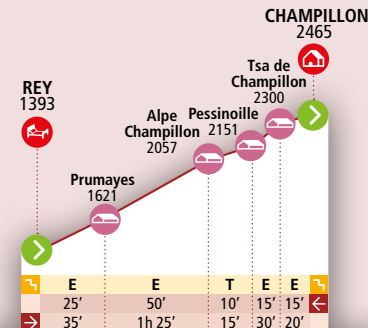 CHAMPILLON
2465
Tsa de
Champillon
2300
REY
1393
Alpe
Champillon
2057
Pessinoille
2151
Prumayes
1621
E E T E E
25’ 50’ 10’ 15’ 15’
35’ 1h 25’ 15’ 30’ 20’